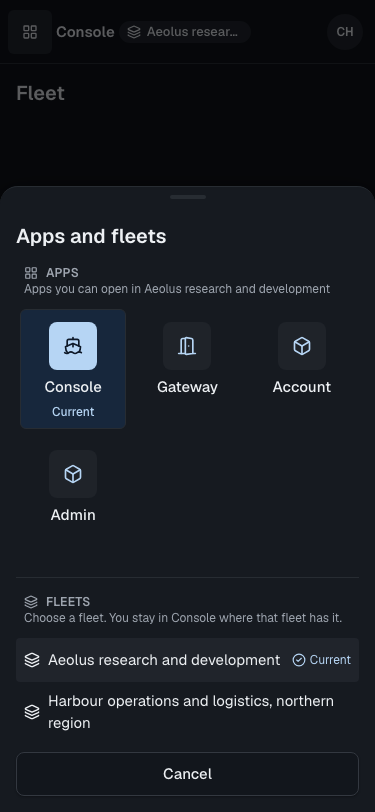 Console
Aeolus resear...
CH
Fleet
Apps and fleets
APPS
Apps you can open in Aeolus research and development
Console
Current
Gateway
Account
Admin
FLEETS
Choose a fleet. You stay in Console where that fleet has it.
Aeolus research and development
Current
Harbour operations and logistics, northern
region
Cancel